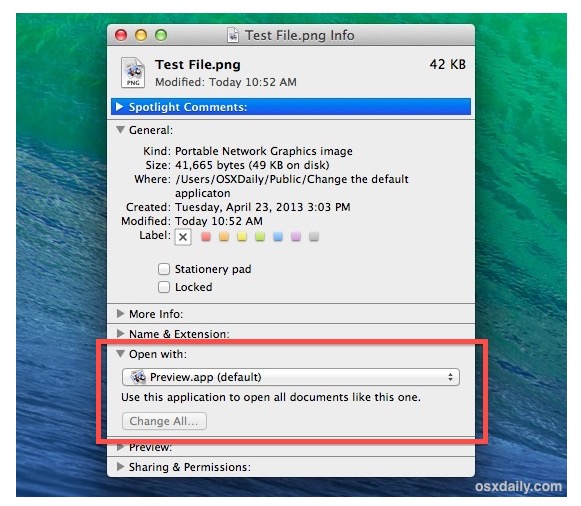 Test File.png Info
Test File.png 42 KB
Modified: Today 10:52 AM
PNG
Spotlight Comments:
General:
Kind: Portable Network Graphics image
Size: 41,665 bytes (49 KB on disk)
Where: /Users/OSXDaily/Public/Change the default
applicaton
Created: Tuesday, April 23, 2013 3:03 PM
Modified: Today 10:52 AM
Label:
Stationery pad
Locked
More Info:
Name & Extension:
Open with:
Preview.app (default)
Use this application to open all documents like this one.
Change All...
Preview:
Sharing & Permissions:
osxdaily.com